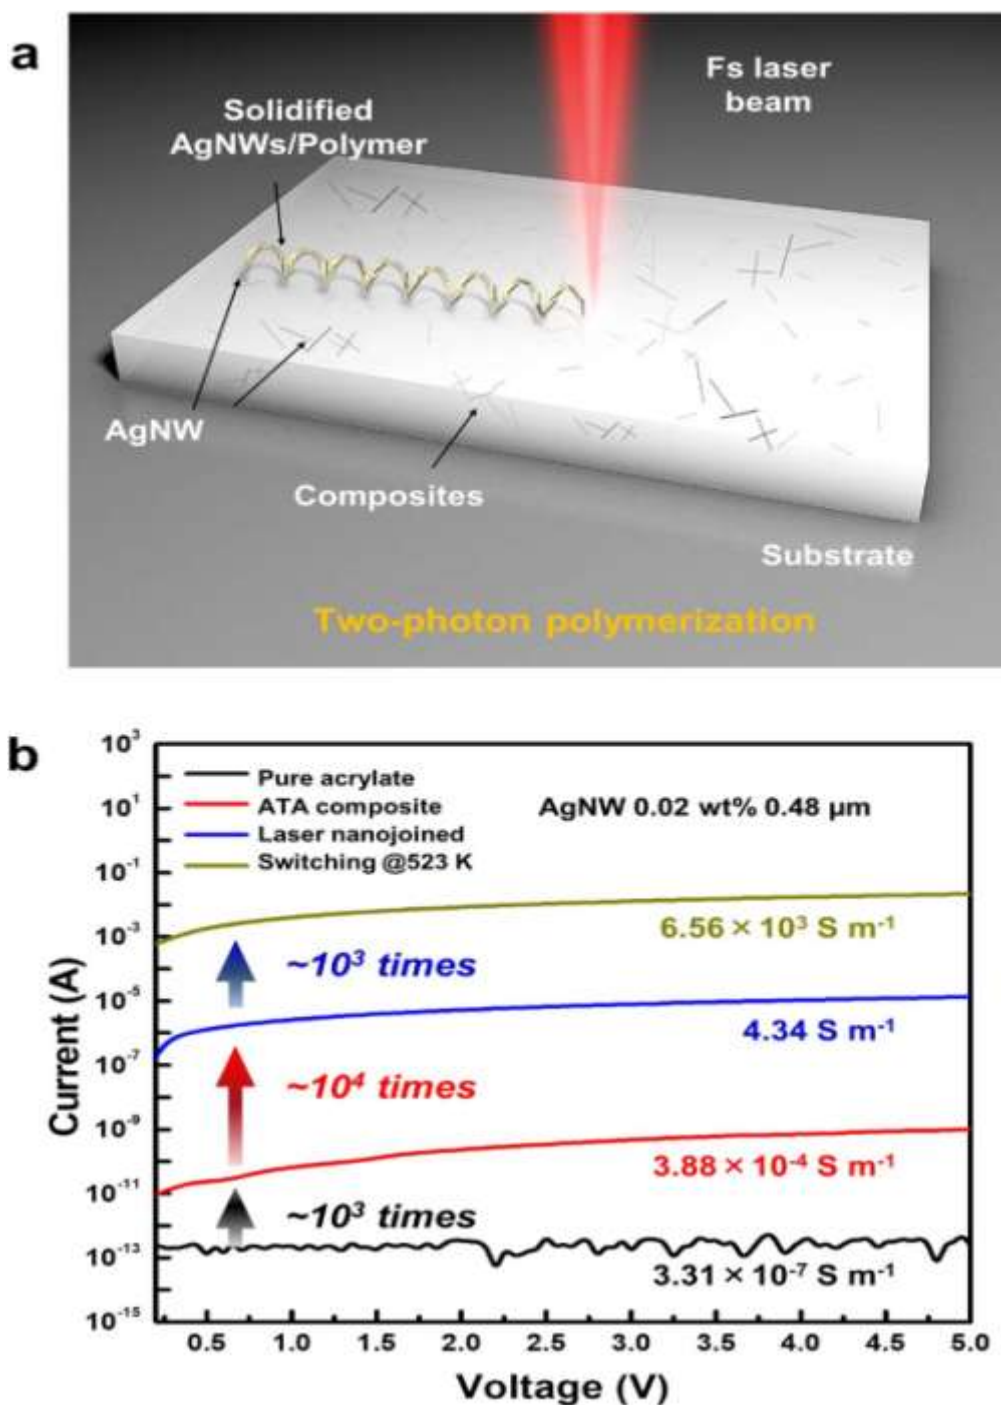 a
Fs laser
beam
Solidified
AgNWs/Polymer
AgNW
Composites
Substrate
Two-photon polymerization
b
Pure acrylate
ATA composite
Laser nanojoined
Switching @523 K
AgNW 0.02 wt% 0.48 μm
10³
10¹
10⁻¹
10⁻³
10⁻⁵
10⁻⁷
10⁻⁹
10⁻¹¹
10⁻¹³
10⁻¹⁵
Current (A)
6.56 × 10³ S m⁻¹
~10³ times
4.34 S m⁻¹
~10⁴ times
3.88 × 10⁻⁴ S m⁻¹
~10³ times
3.31 × 10⁻⁷ S m⁻¹
0.5 1.0 1.5 2.0 2.5 3.0 3.5 4.0 4.5 5.0
Voltage (V)